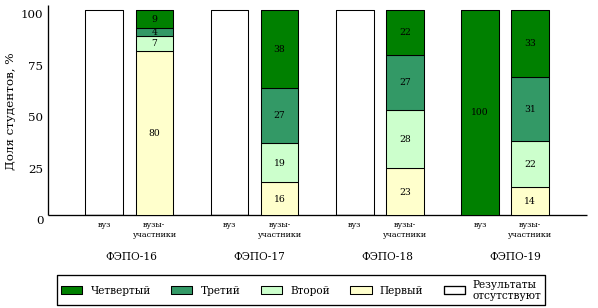 Доля студентов, %
100
75
50
25
0
9
4
7
80
38
27
19
16
22
27
28
23
100
33
31
22
14
вуз
вузы-
участники
вуз
вузы-
участники
вуз
вузы-
участники
вуз
вузы-
участники
ФЭПО-16
ФЭПО-17
ФЭПО-18
ФЭПО-19
Четвертый
Третий
Второй
Первый
Результаты
отсутствуют